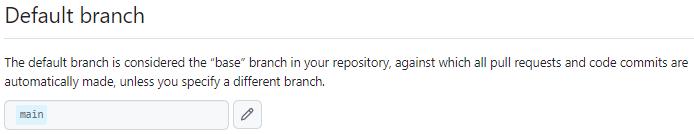 Default branch
The default branch is considered the “base” branch in your repository, against which all pull requests and code commits are
automatically made, unless you specify a different branch.
main